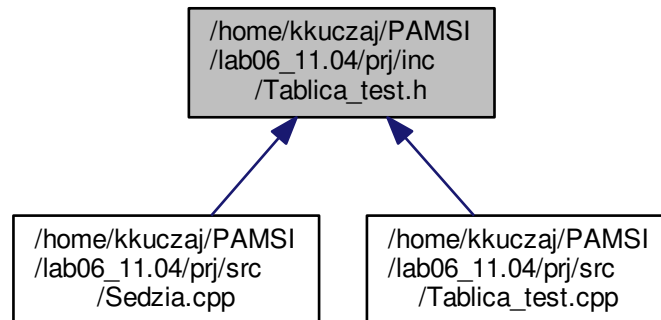 /home/kkuczaj/PAMSI
/lab06_11.04/prj/inc
/Tablica_test.h
/home/kkuczaj/PAMSI
/lab06_11.04/prj/src
/Sedzia.cpp
/home/kkuczaj/PAMSI
/lab06_11.04/prj/src
/Tablica_test.cpp